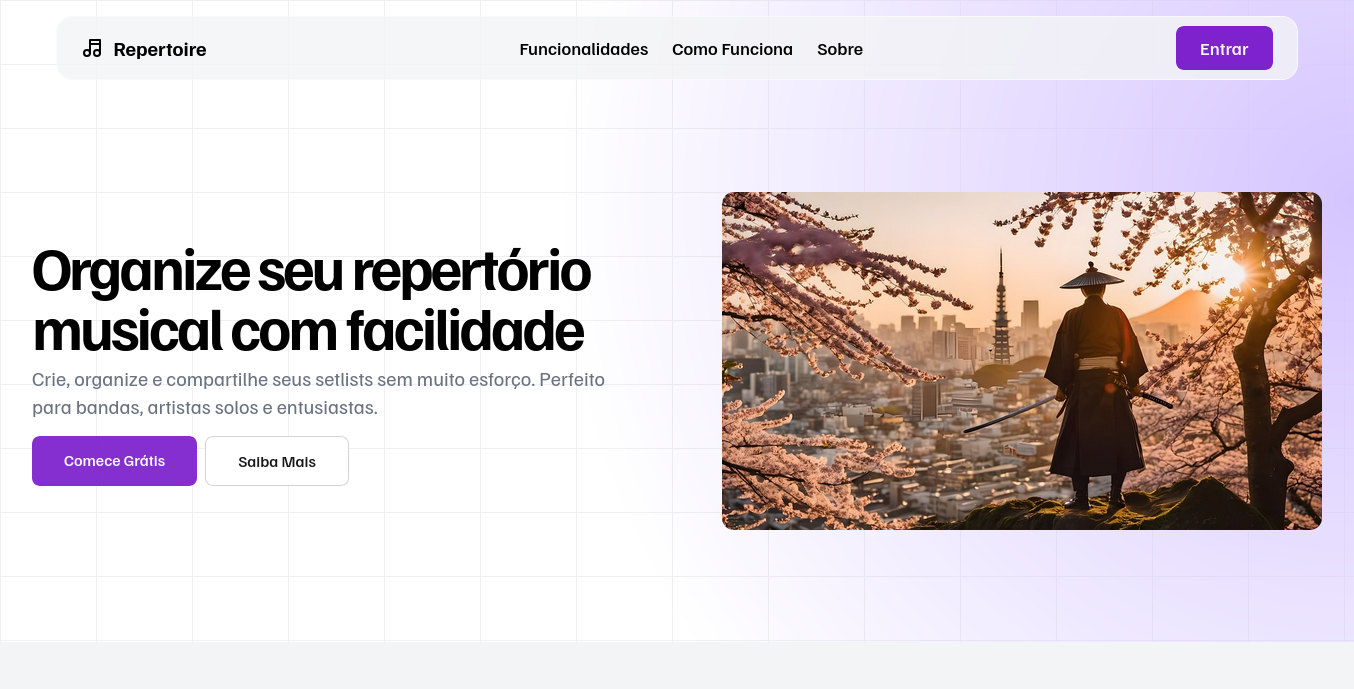 Repertoire
Funcionalidades
Como Funciona
Sobre
Entrar
Organize seu repertório
musical com facilidade
Crie, organize e compartilhe seus setlists sem muito esforço. Perfeito
para bandas, artistas solos e entusiastas.
Comece Grátis
Saiba Mais